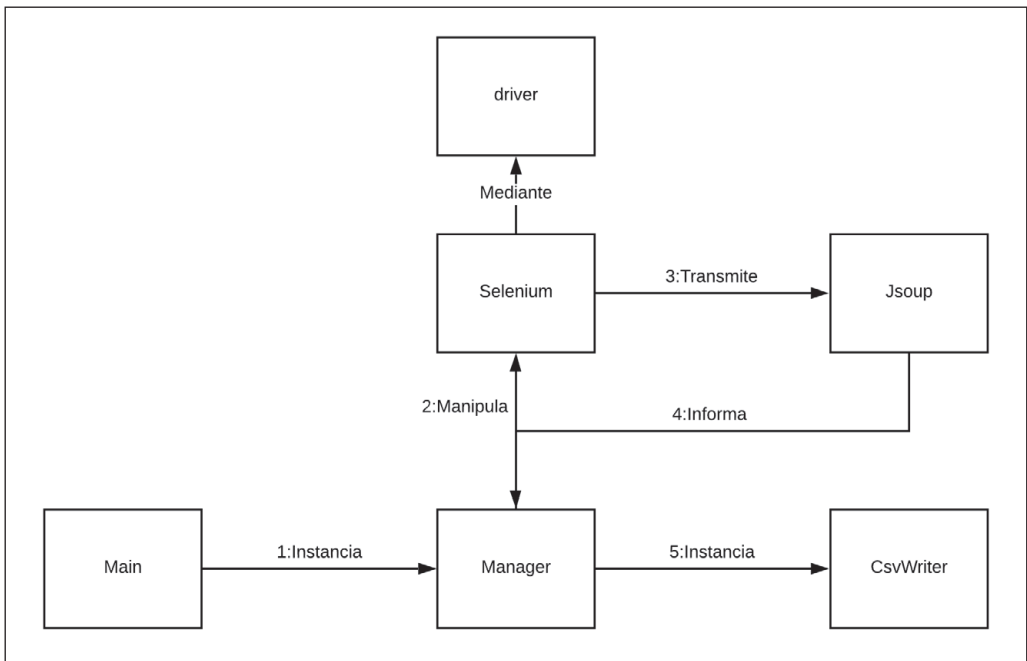 driver
Mediante
Selenium
3:Transmite
Jsoup
2:Manipula
4:Informa
Main
1:Instancia
Manager
5:Instancia
CsvWriter